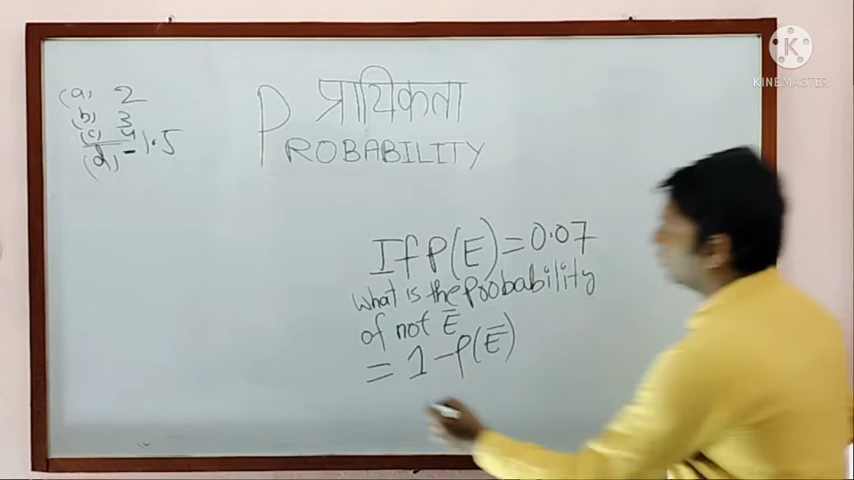 (a) 2
(b) 3
(c) 4
(d) -1.5
प्रायिकता
PROBABILITY
If P(E) = 0.07
What is the Probability
of not E̅
= 1 - P(E̅)
K
KINEMASTER